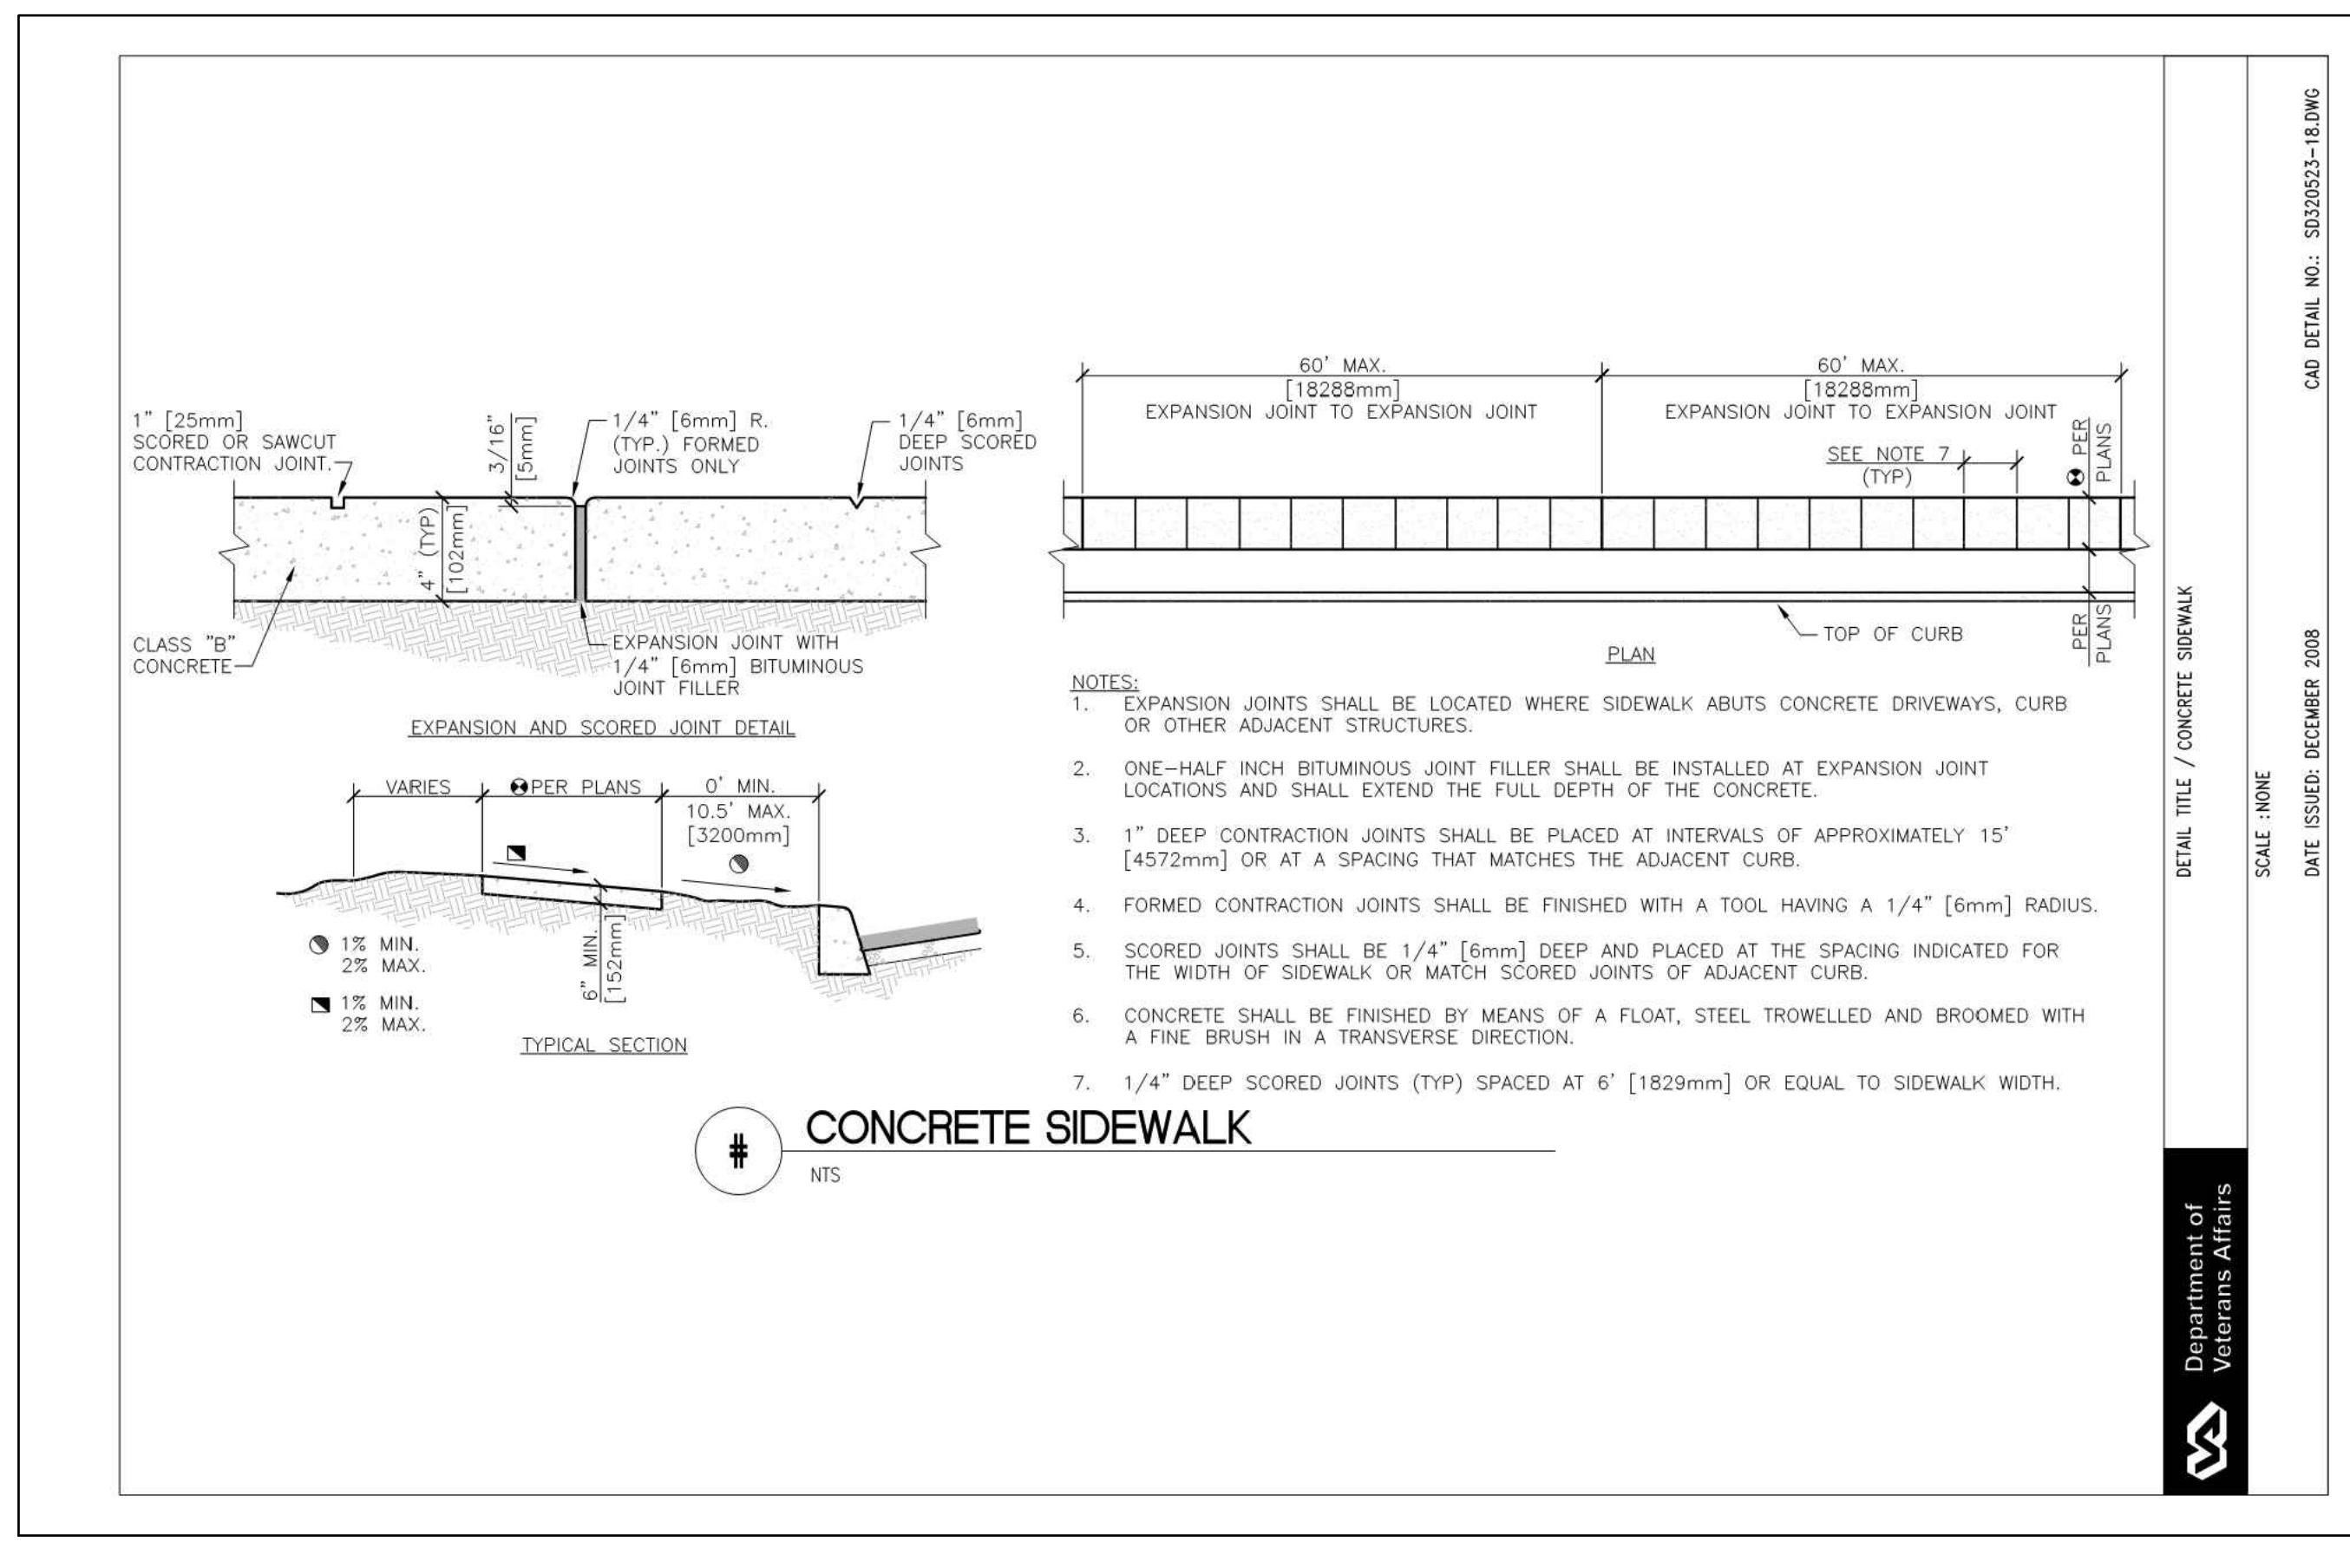 1" [25mm]
SCORED OR SAWCUT
CONTRACTION JOINT.
3/16"
[5mm]
1/4" [6mm] R.
(TYP.) FORMED
JOINTS ONLY
1/4" [6mm]
DEEP SCORED
JOINTS
4" (TYP)
[102mm]
CLASS "B"
CONCRETE
EXPANSION JOINT WITH
1/4" [6mm] BITUMINOUS
JOINT FILLER
EXPANSION AND SCORED JOINT DETAIL
60' MAX.
[18288mm]
EXPANSION JOINT TO EXPANSION JOINT
60' MAX.
[18288mm]
EXPANSION JOINT TO EXPANSION JOINT
SEE NOTE 7
(TYP)
PER
PLANS
TOP OF CURB
PER
PLANS
PLAN
VARIES
PER PLANS
0' MIN.
10.5' MAX.
[3200mm]
6" MIN.
[152mm]
1% MIN.
2% MAX.
1% MIN.
2% MAX.
TYPICAL SECTION
NOTES:
1. EXPANSION JOINTS SHALL BE LOCATED WHERE SIDEWALK ABUTS CONCRETE DRIVEWAYS, CURB
OR OTHER ADJACENT STRUCTURES.
2. ONE-HALF INCH BITUMINOUS JOINT FILLER SHALL BE INSTALLED AT EXPANSION JOINT
LOCATIONS AND SHALL EXTEND THE FULL DEPTH OF THE CONCRETE.
3. 1" DEEP CONTRACTION JOINTS SHALL BE PLACED AT INTERVALS OF APPROXIMATELY 15'
[4572mm] OR AT A SPACING THAT MATCHES THE ADJACENT CURB.
4. FORMED CONTRACTION JOINTS SHALL BE FINISHED WITH A TOOL HAVING A 1/4" [6mm] RADIUS.
5. SCORED JOINTS SHALL BE 1/4" [6mm] DEEP AND PLACED AT THE SPACING INDICATED FOR
THE WIDTH OF SIDEWALK OR MATCH SCORED JOINTS OF ADJACENT CURB.
6. CONCRETE SHALL BE FINISHED BY MEANS OF A FLOAT, STEEL TROWELLED AND BROOMED WITH
A FINE BRUSH IN A TRANSVERSE DIRECTION.
7. 1/4" DEEP SCORED JOINTS (TYP) SPACED AT 6' [1829mm] OR EQUAL TO SIDEWALK WIDTH.
#
CONCRETE SIDEWALK
NTS
DETAIL TITLE / CONCRETE SIDEWALK
SCALE :NONE
DATE ISSUED: DECEMBER 2008
CAD DETAIL NO.: SD320523-18.DWG
Department of
Veterans Affairs